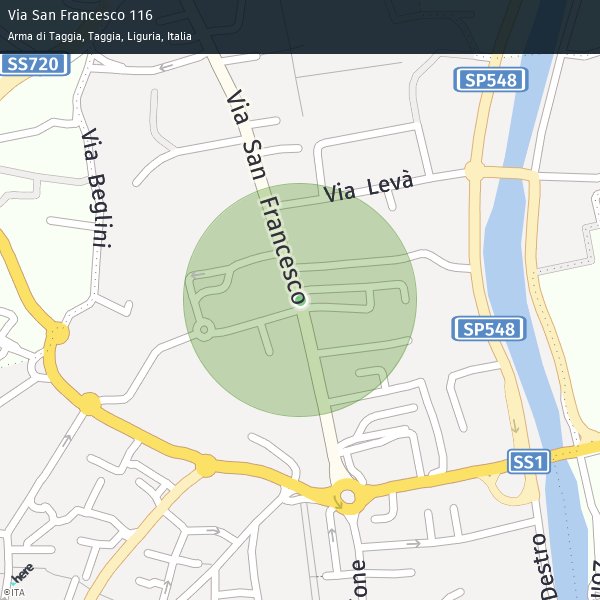 Via San Francesco 116
Arma di Taggia, Taggia, Liguria, Italia
SS720
SP548
Via San Francesco
Via Beglini
Via Levà
SP548
SS1
Destro
here
©ITA